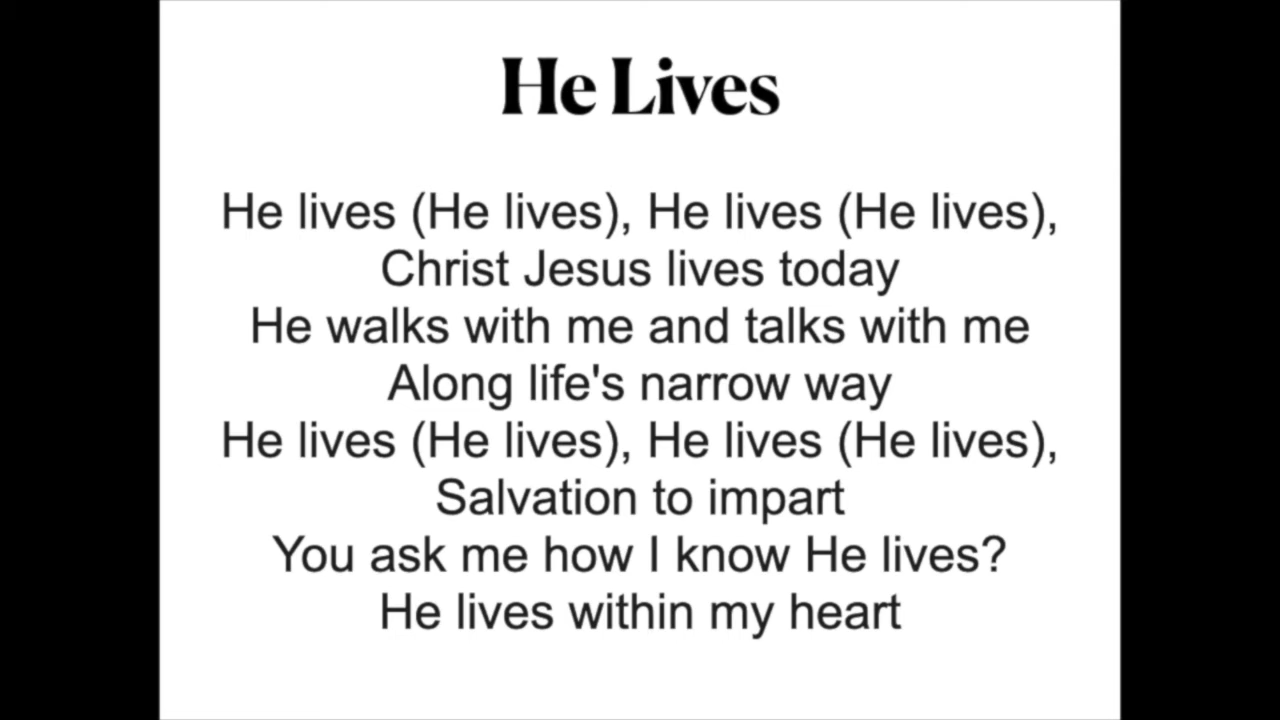 He Lives
He lives (He lives), He lives (He lives),
Christ Jesus lives today
He walks with me and talks with me
Along life's narrow way
He lives (He lives), He lives (He lives),
Salvation to impart
You ask me how I know He lives?
He lives within my heart